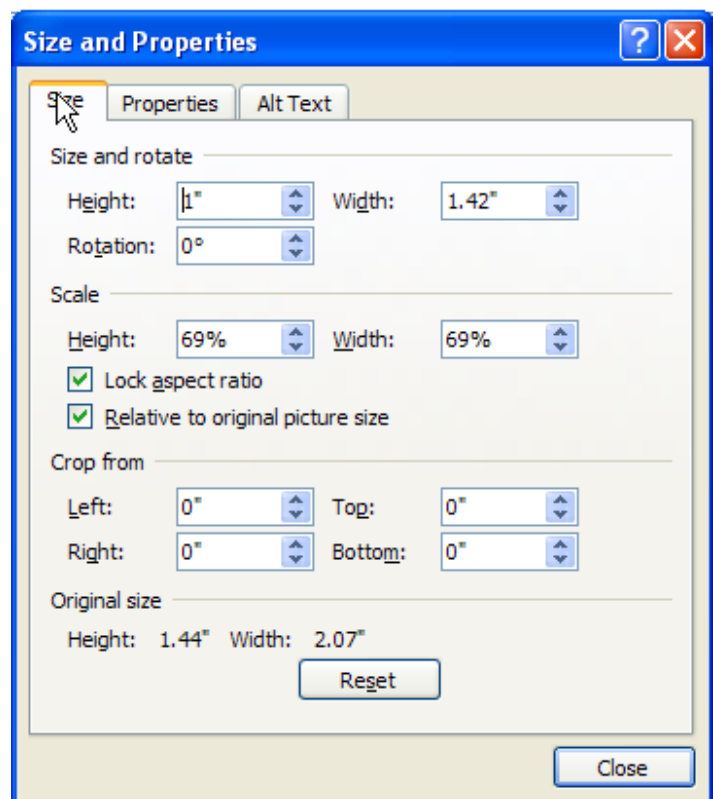 Size and Properties
Size Properties Alt Text
Size and rotate
Height: 1" Width: 1.42"
Rotation: 0°
Scale
Height: 69% Width: 69%
Lock aspect ratio
Relative to original picture size
Crop from
Left: 0" Top: 0"
Right: 0" Bottom: 0"
Original size
Height: 1.44" Width: 2.07"
Reset
Close